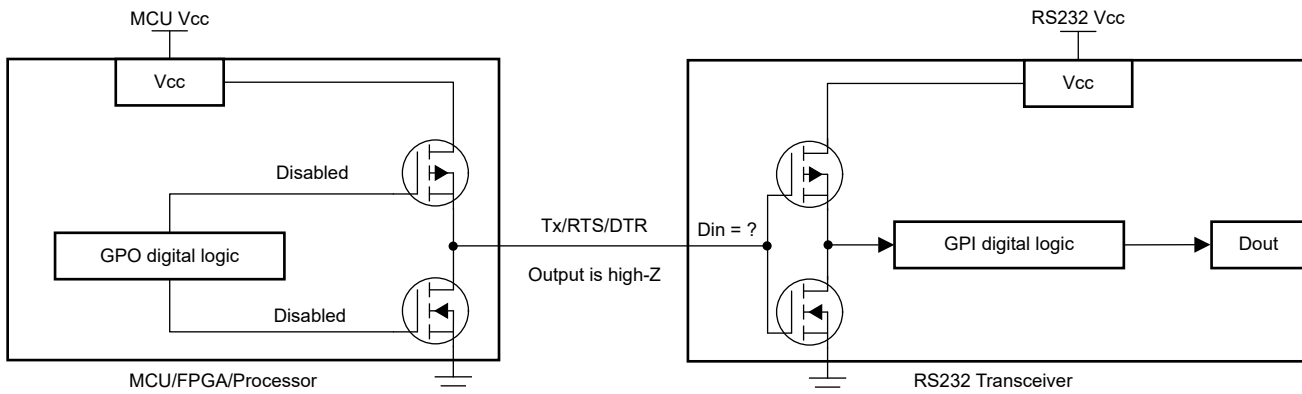 MCU Vcc
RS232 Vcc
Vcc
Vcc
Disabled
Tx/RTS/DTR
Din = ?
GPO digital logic
GPI digital logic
Dout
Output is high-Z
Disabled
MCU/FPGA/Processor
RS232 Transceiver